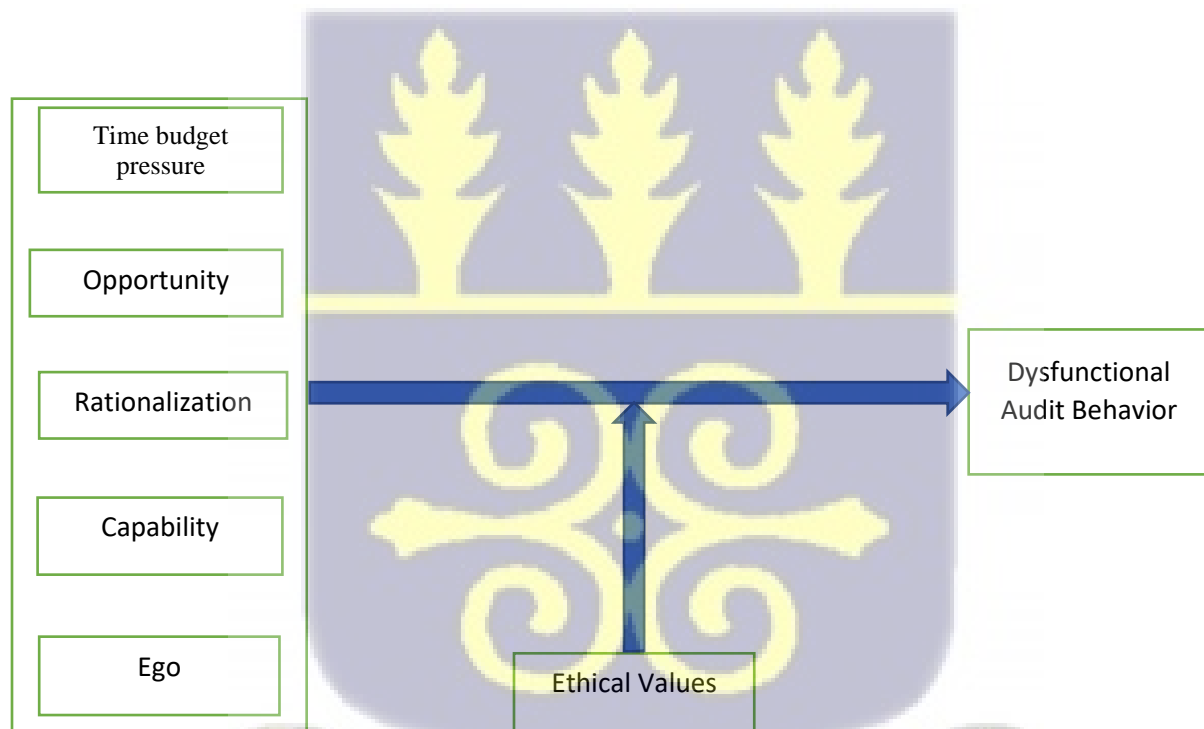 Time budget
pressure
Opportunity
Rationalization
Capability
Ego
Dysfunctional
Audit Behavior
Ethical Values